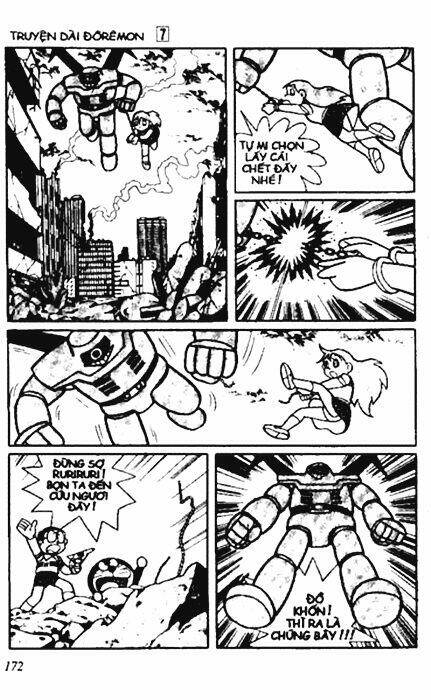 TRUYỆN DÀI ĐÔRÊMON 7
TỰ MI CHỌN
LẤY CÁI
CHẾT ĐẤY
NHÉ!
ĐỪNG SỢ
RURIRURI!
BỌN TA ĐẾN
CỨU NGƯƠI
ĐÂY!
ĐỒ
KHỐN!
THÌ RA LÀ
CHÚNG BÂY!!!
172